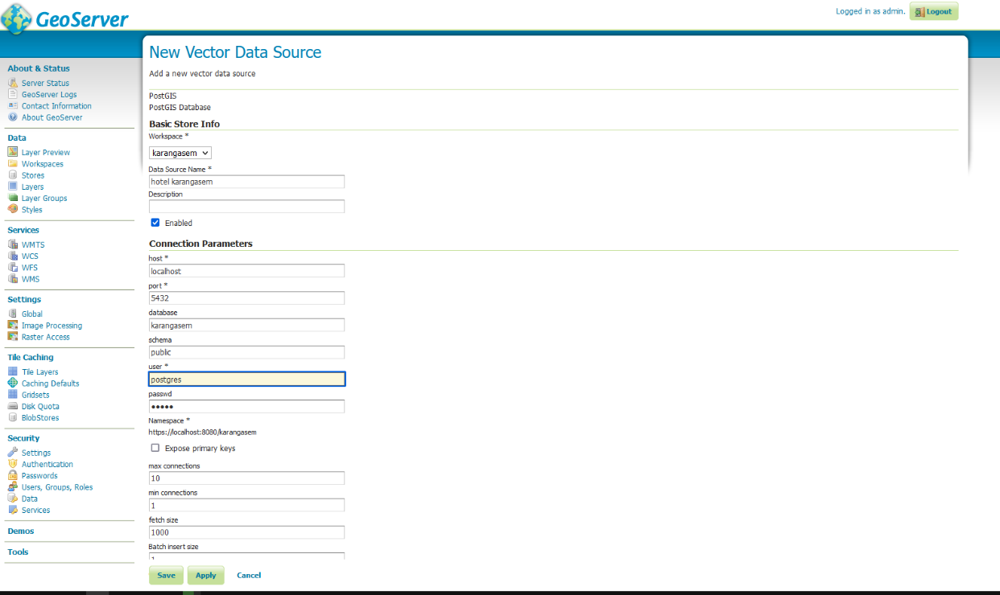 GeoServer
Logged in as admin.
Logout
About & Status
Server Status
GeoServer Logs
Contact Information
About GeoServer
Data
Layer Preview
Workspaces
Stores
Layers
Layer Groups
Styles
Services
WMTS
WCS
WFS
WMS
Settings
Global
Image Processing
Raster Access
Tile Caching
Tile Layers
Caching Defaults
Gridsets
Disk Quota
BlobStores
Security
Settings
Authentication
Passwords
Users, Groups, Roles
Data
Services
Demos
Tools
New Vector Data Source
Add a new vector data source
PostGIS
PostGIS Database
Basic Store Info
Workspace *
karangasem
Data Source Name *
hotel karangasem
Description
Enabled
Connection Parameters
host *
localhost
port *
5432
database
karangasem
schema
public
user *
postgres
passwd
•••••
Namespace *
https://localhost:8080/karangasem
Expose primary keys
max connections
10
min connections
1
fetch size
1000
Batch insert size
1
Save
Apply
Cancel